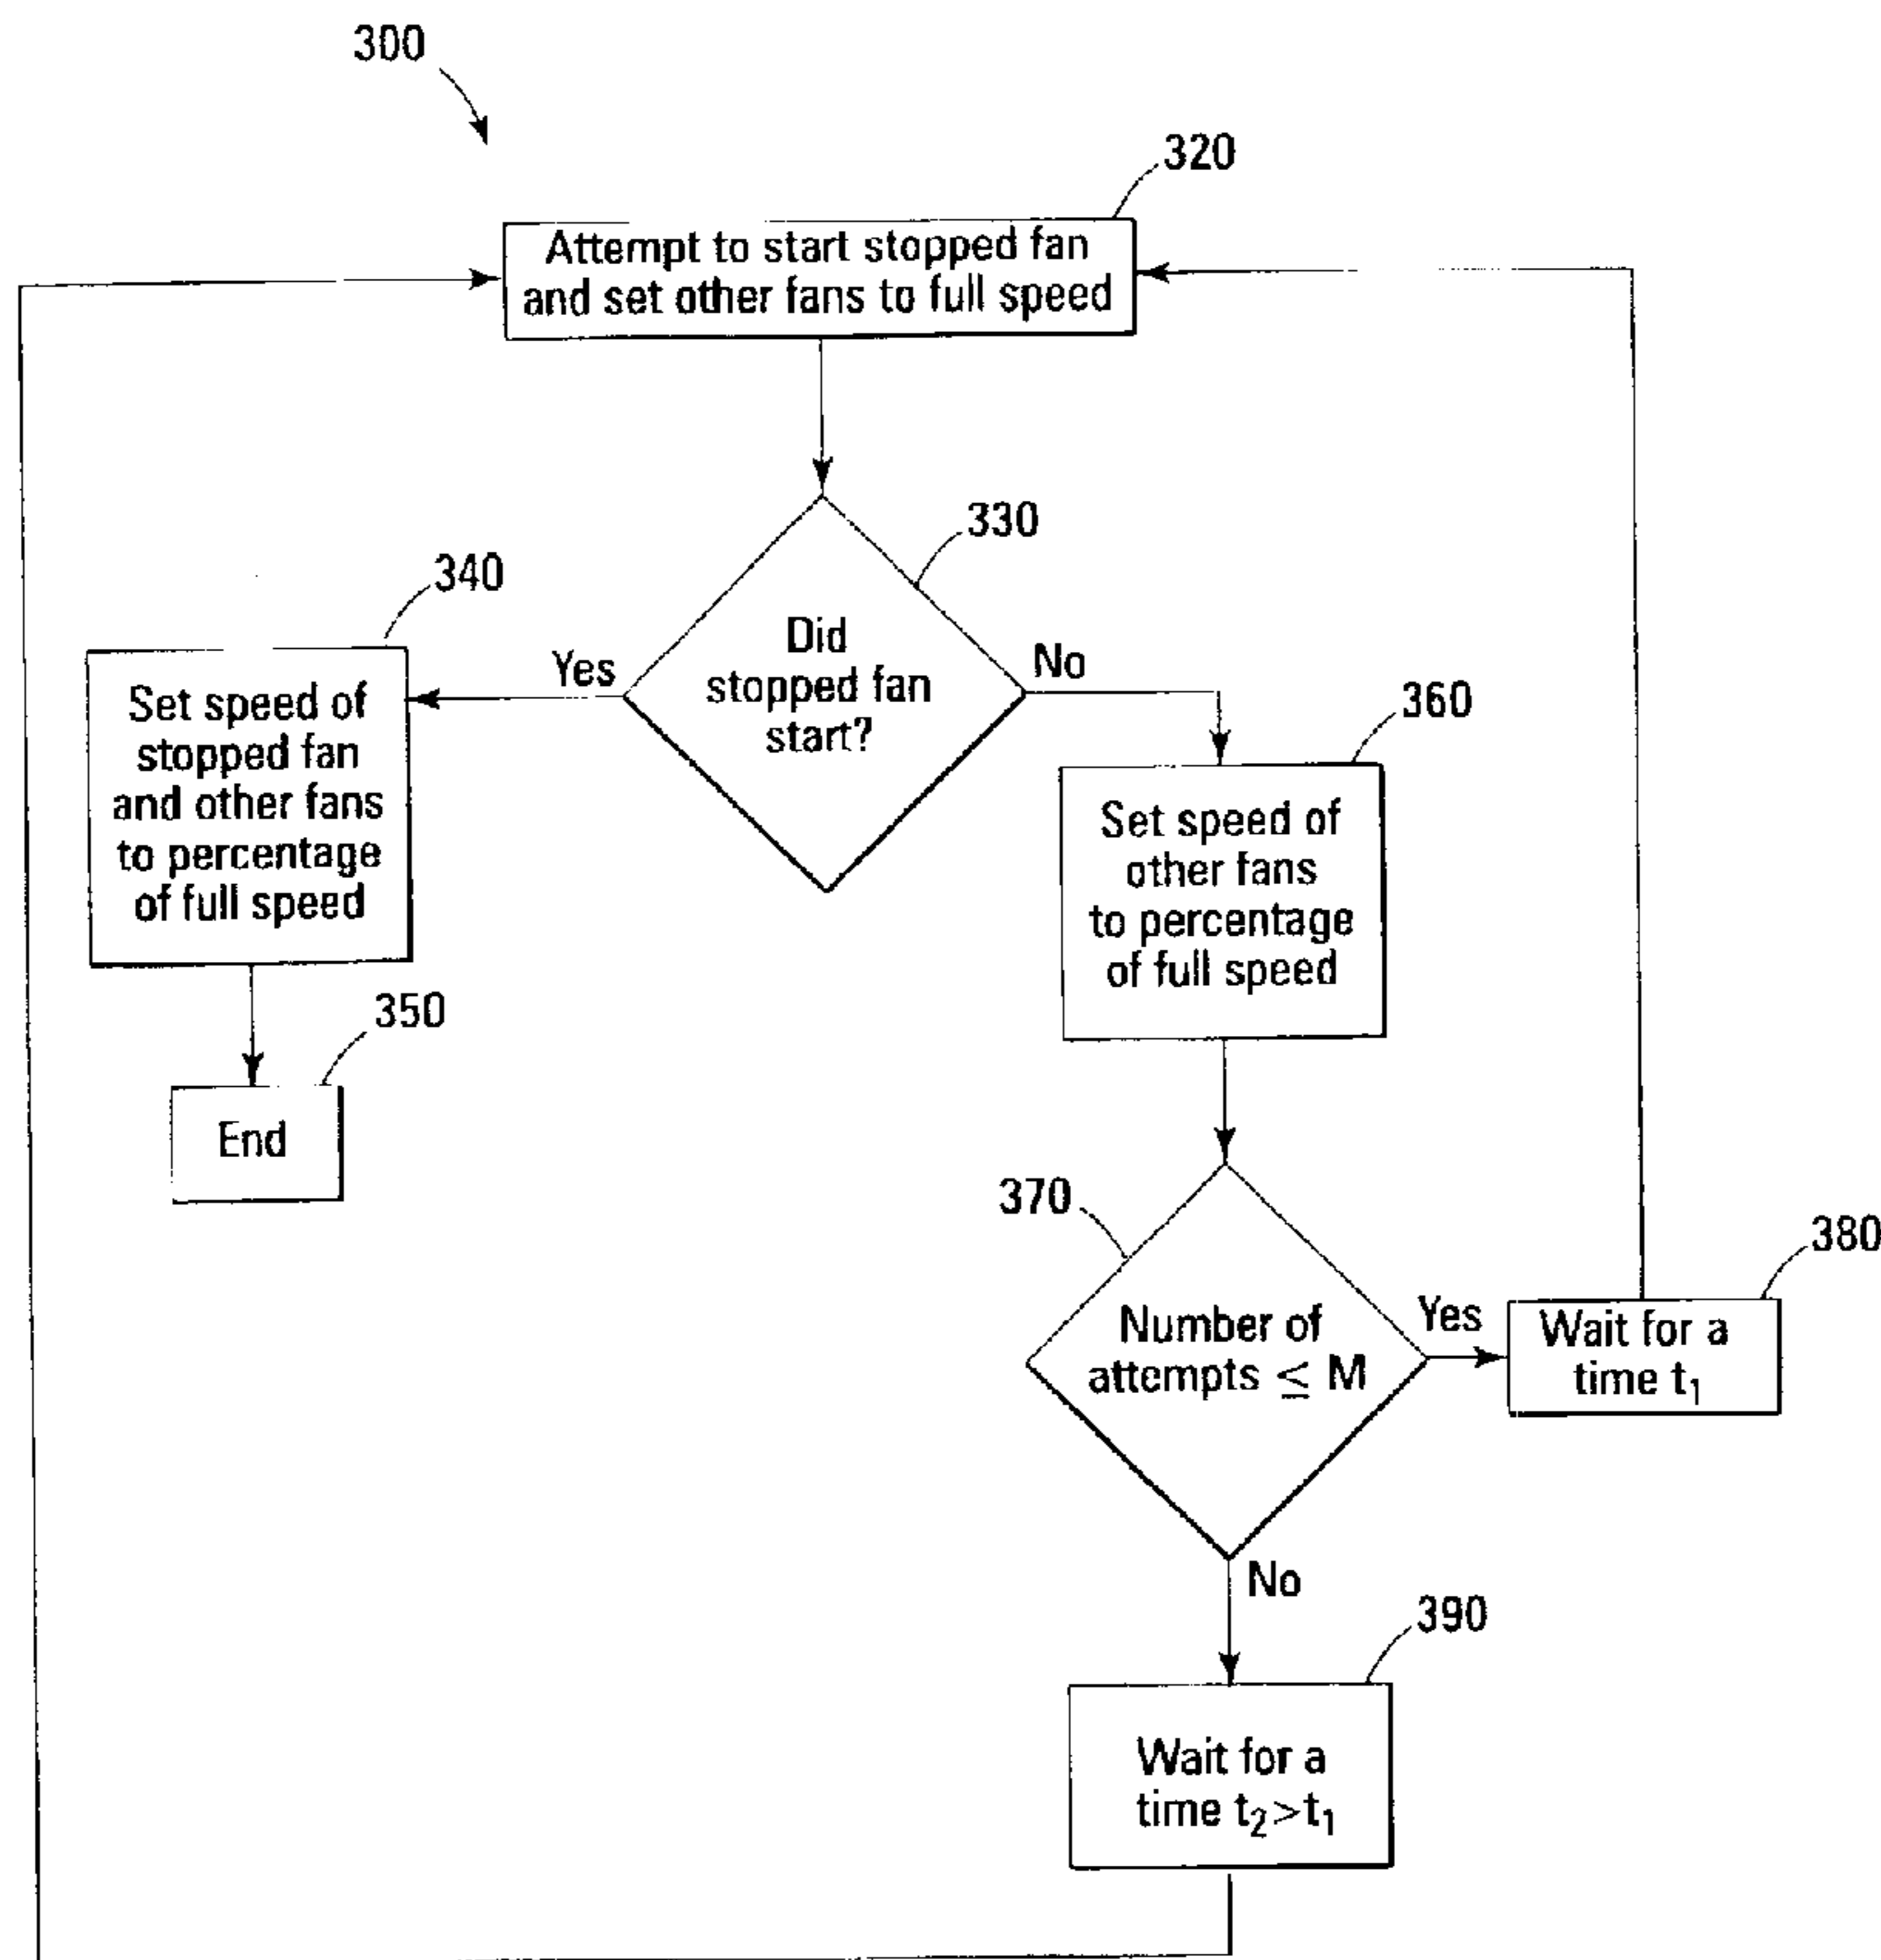 300
320
Attempt to start stopped fan
and set other fans to full speed
330
Did
stopped fan
start?
Yes
No
340
Set speed of
stopped fan
and other fans
to percentage
of full speed
350
End
360
Set speed of
other fans
to percentage
of full speed
370
Number of
attempts ≤ M
Yes
No
380
Wait for a
time t₁
390
Wait for a
time t₂>t₁